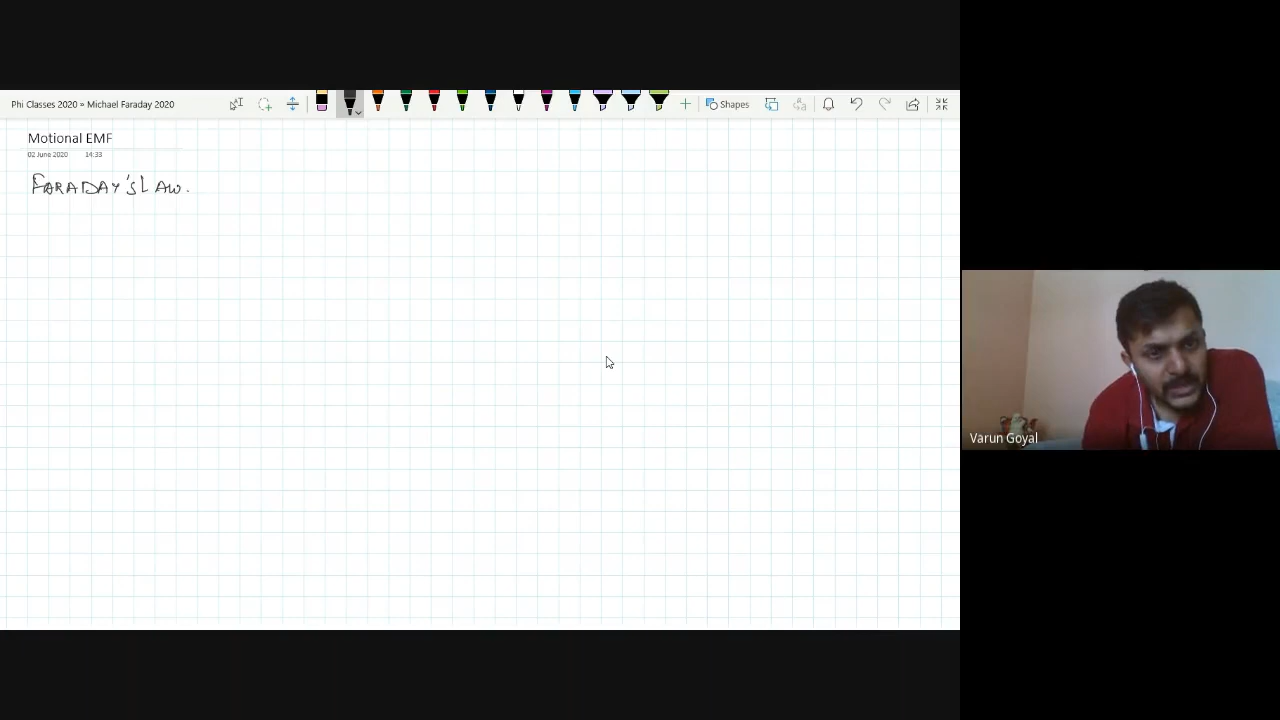 Phi Classes 2020 » Michael Faraday 2020
Shapes
Motional EMF
02 June 2020 14:33
FARADAY'S LAW.
Varun Goyal